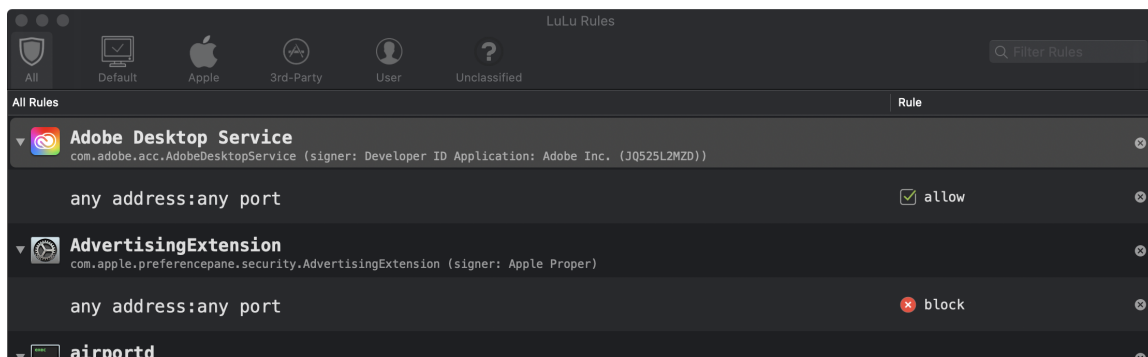 LuLu Rules
All
Default
Apple
3rd-Party
User
Unclassified
Filter Rules
All Rules
Rule
Adobe Desktop Service
com.adobe.acc.AdobeDesktopService (signer: Developer ID Application: Adobe Inc. (JQ525L2MZD))
any address:any port
allow
AdvertisingExtension
com.apple.preferencepane.security.AdvertisingExtension (signer: Apple Proper)
any address:any port
block
airportd